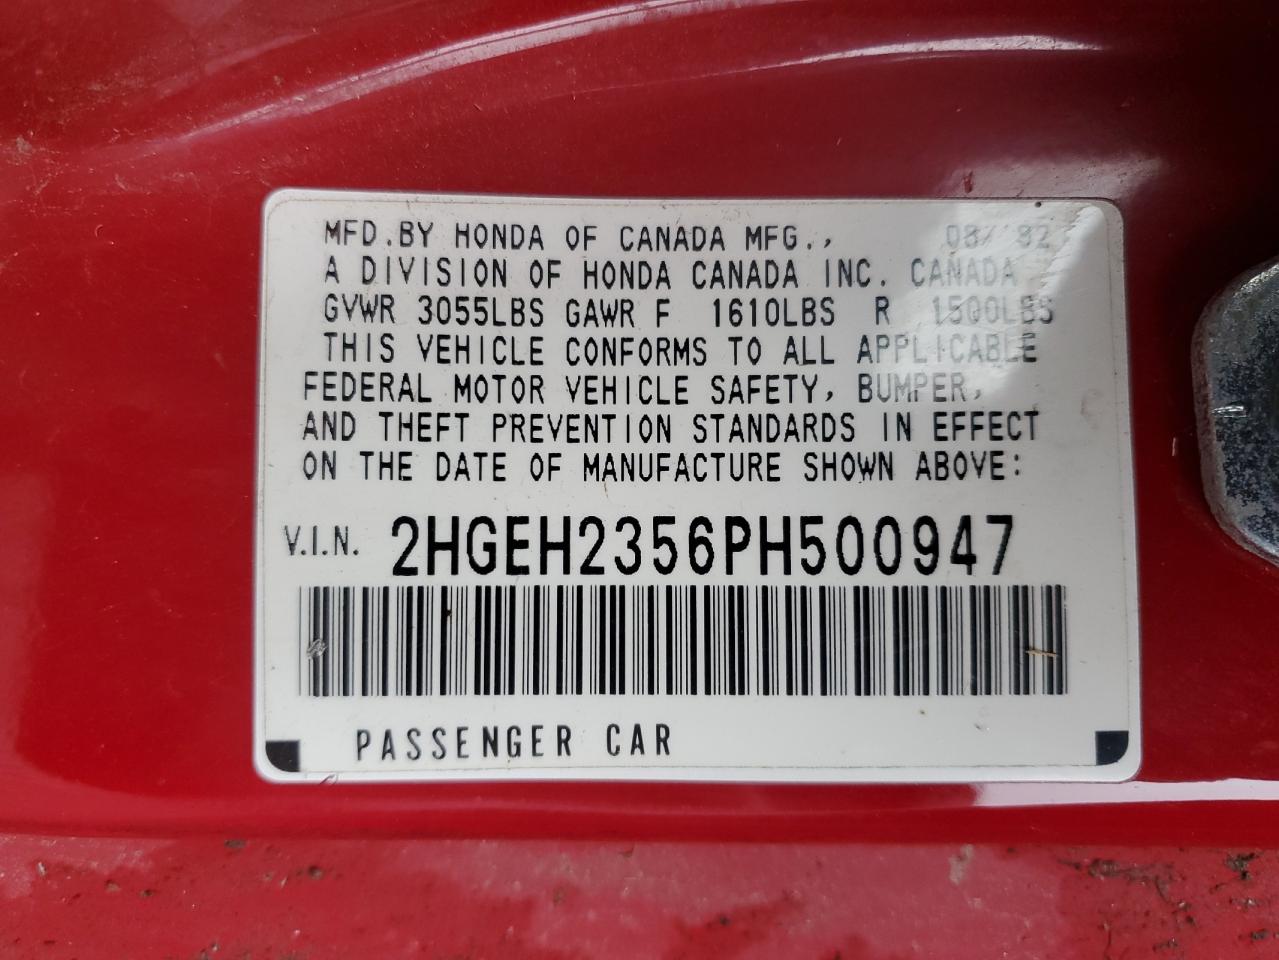 MFD.BY HONDA OF CANADA MFG., 08/
A DIVISION OF HONDA CANADA INC. CANADA
GVWR 3055LBS GAWR F 1610LBS R 1500LBS
THIS VEHICLE CONFORMS TO ALL APPLICABLE
FEDERAL MOTOR VEHICLE SAFETY, BUMPER,
AND THEFT PREVENTION STANDARDS IN EFFECT
ON THE DATE OF MANUFACTURE SHOWN ABOVE:
V.I.N. 2HGEH2356PH500947
PASSENGER CAR